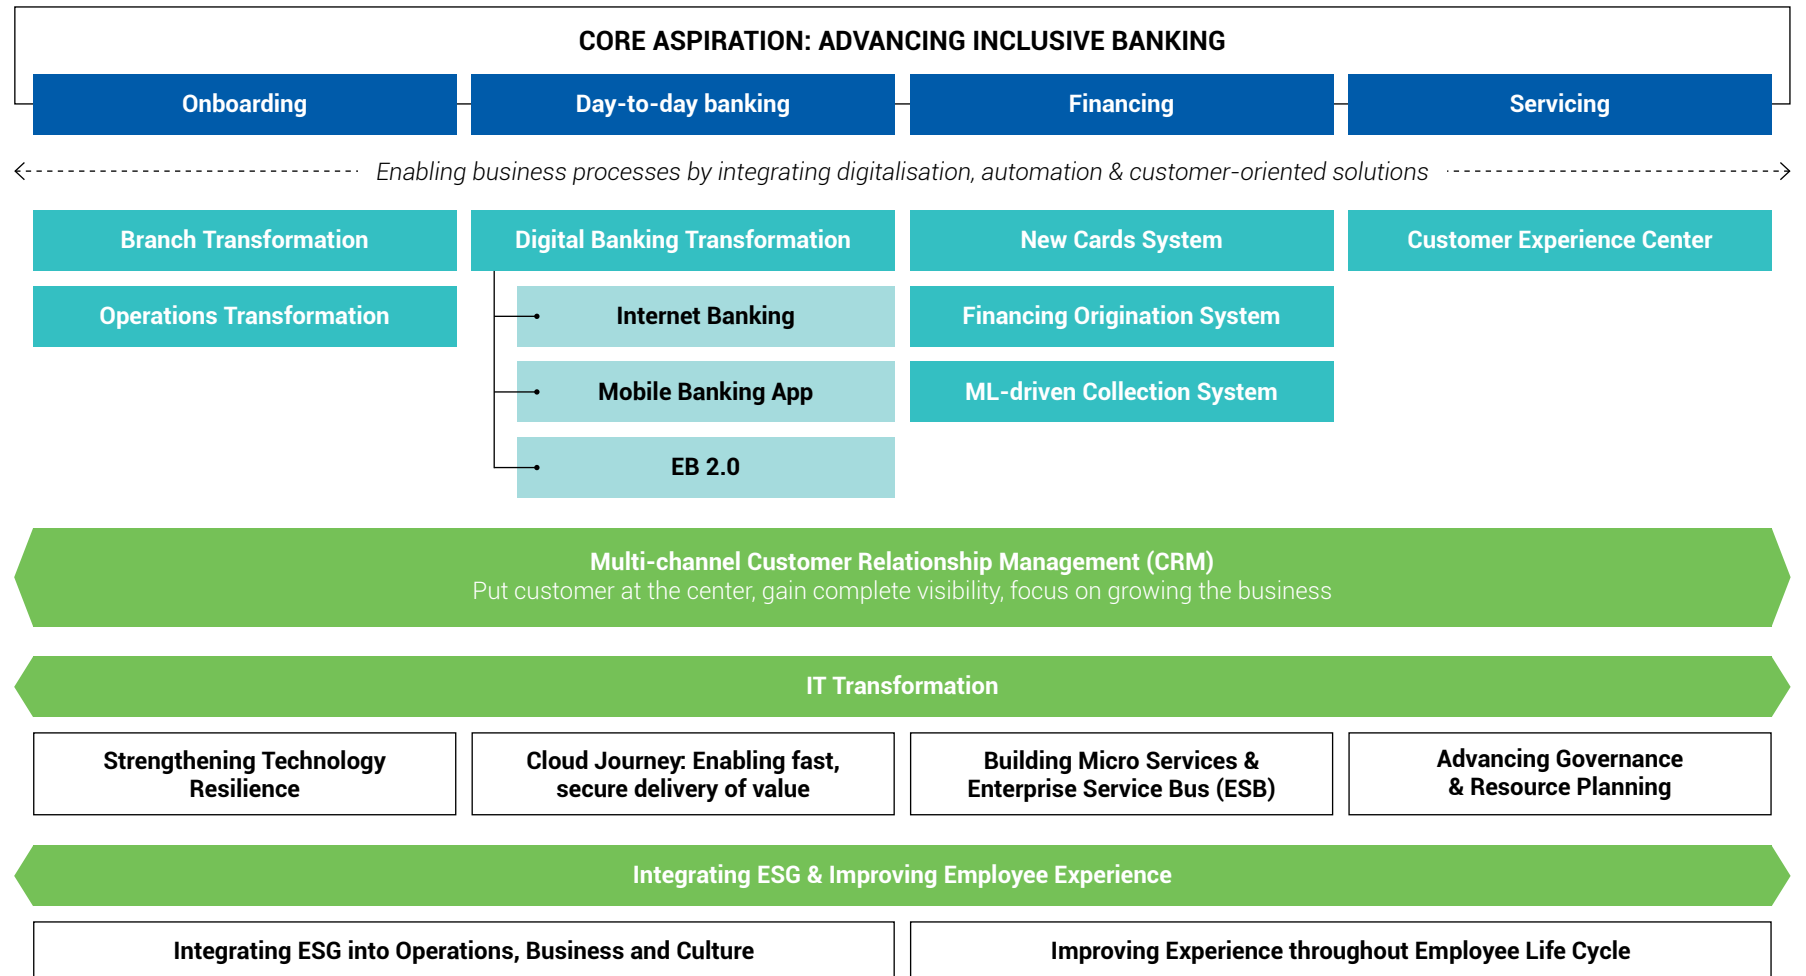 CORE ASPIRATION: ADVANCING INCLUSIVE BANKING
Onboarding
Day-to-day banking
Financing
Servicing
Enabling business processes by integrating digitalisation, automation & customer-oriented solutions
Branch Transformation
Digital Banking Transformation
New Cards System
Customer Experience Center
Operations Transformation
Internet Banking
Financing Origination System
Mobile Banking App
ML-driven Collection System
EB 2.0
Multi-channel Customer Relationship Management (CRM)
Put customer at the center, gain complete visibility, focus on growing the business
IT Transformation
Strengthening Technology
Resilience
Cloud Journey: Enabling fast,
secure delivery of value
Building Micro Services &
Enterprise Service Bus (ESB)
Advancing Governance
& Resource Planning
Integrating ESG & Improving Employee Experience
Integrating ESG into Operations, Business and Culture
Improving Experience throughout Employee Life Cycle